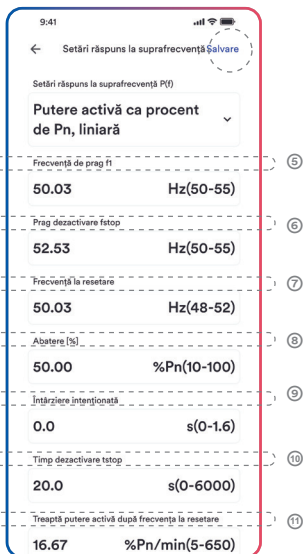 9:41
Setări răspuns la suprafrecvență Salvare
Setări răspuns la suprafrecvență P(f)
Putere activă ca procent
de Pn, liniară
Frecvență de prag f1
5
50.03 Hz(50-55)
Prag dezactivare fstop
6
52.53 Hz(50-55)
Frecvență la resetare
7
50.03 Hz(48-52)
Abatere [%]
8
50.00 %Pn(10-100)
Întârziere intenționată
9
0.0 s(0-1.6)
Timp dezactivare tstop
10
20.0 s(0-6000)
Treaptă putere activă după frecvența la resetare
11
16.67 %Pn/min(5-650)